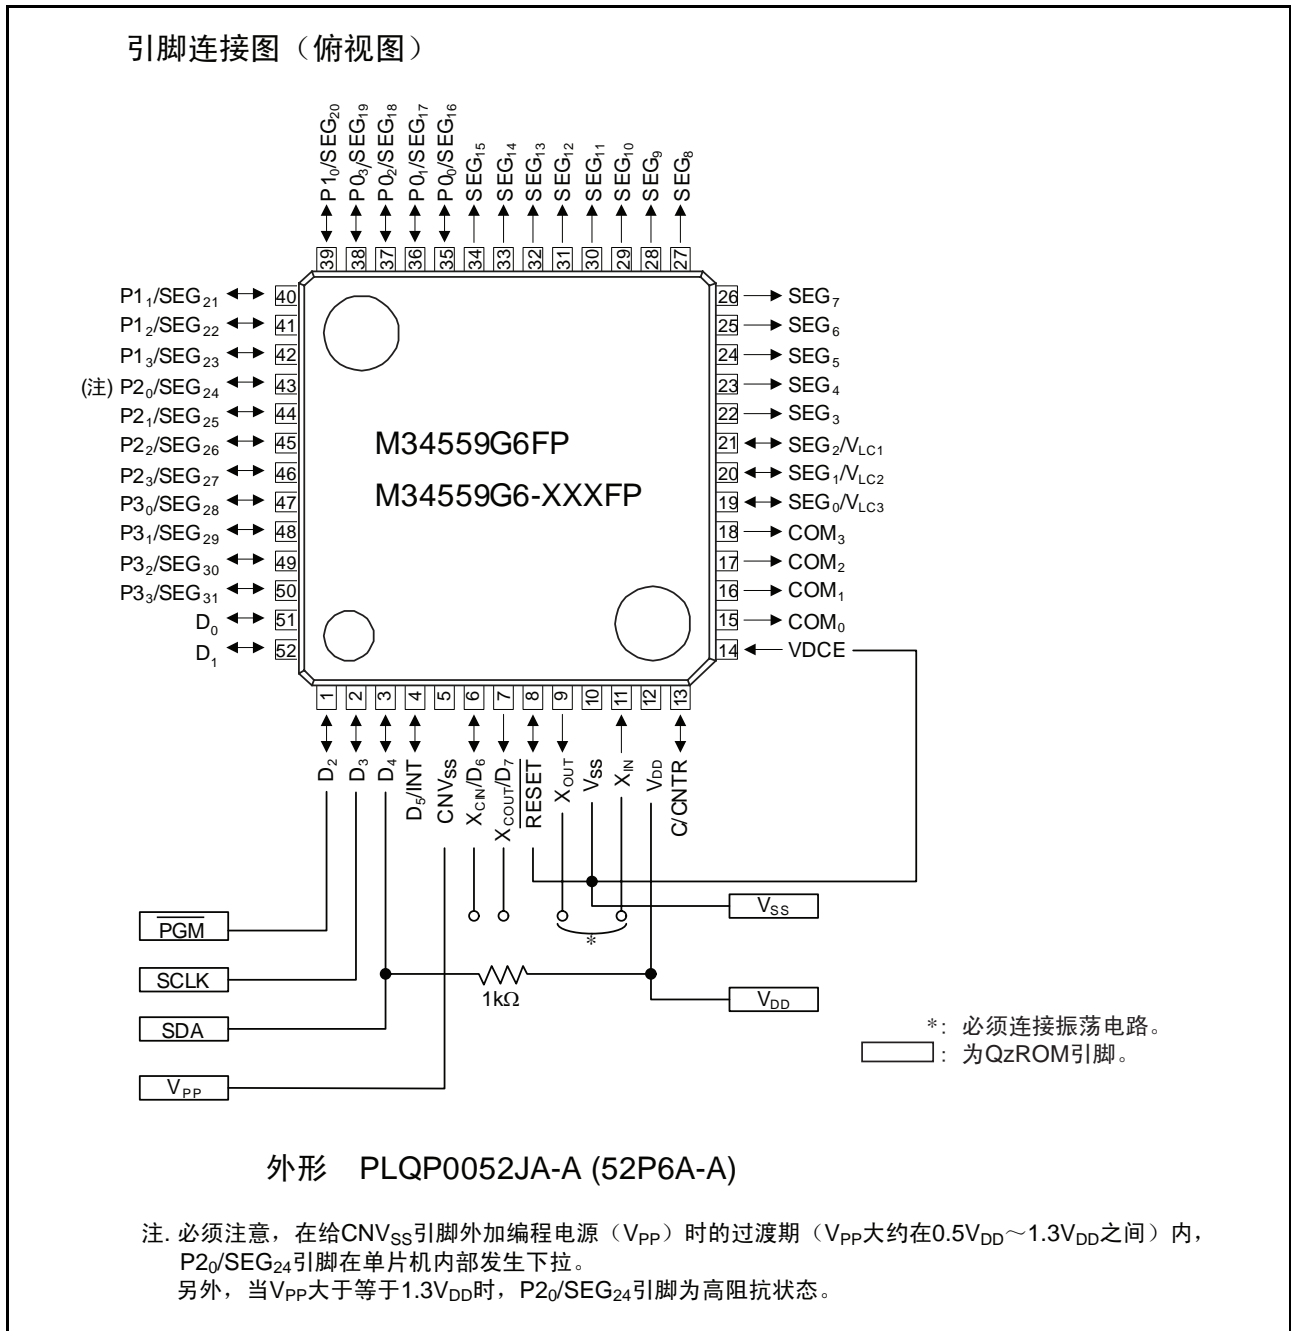 引脚连接图（俯视图）
P1₀/SEG₂₀
P0₃/SEG₁₉
P0₂/SEG₁₈
P0₁/SEG₁₇
P0₀/SEG₁₆
SEG₁₅
SEG₁₄
SEG₁₃
SEG₁₂
SEG₁₁
SEG₁₀
SEG₉
SEG₈
39 38 37 36 35 34 33 32 31 30 29 28 27
P1₁/SEG₂₁ 40
P1₂/SEG₂₂ 41
P1₃/SEG₂₃ 42
(注) P2₀/SEG₂₄ 43
P2₁/SEG₂₅ 44
P2₂/SEG₂₆ 45
P2₃/SEG₂₇ 46
P3₀/SEG₂₈ 47
P3₁/SEG₂₉ 48
P3₂/SEG₃₀ 49
P3₃/SEG₃₁ 50
D₀ 51
D₁ 52
M34559G6FP
M34559G6-XXXFP
26 SEG₇
25 SEG₆
24 SEG₅
23 SEG₄
22 SEG₃
21 SEG₂/V_LC1
20 SEG₁/V_LC2
19 SEG₀/V_LC3
18 COM₃
17 COM₂
16 COM₁
15 COM₀
14 VDCE
1 2 3 4 5 6 7 8 9 10 11 12 13
D₂
D₃
D₄
D₅/INT
CNVss
X_CIN/D₆
X_COUT/D₇
RESET
X_OUT
Vss
X_IN
V_DD
C/CNTR
PGM
SCLK
SDA
V_PP
1kΩ
*
V_SS
V_DD
*：必须连接振荡电路。
：为QzROM引脚。
外形 PLQP0052JA-A (52P6A-A)
注. 必须注意，在给CNV_SS引脚外加编程电源（V_PP）时的过渡期（V_PP大约在0.5V_DD～1.3V_DD之间）内，
P2₀/SEG₂₄引脚在单片机内部发生下拉。
另外，当V_PP大于等于1.3V_DD时，P2₀/SEG₂₄引脚为高阻抗状态。